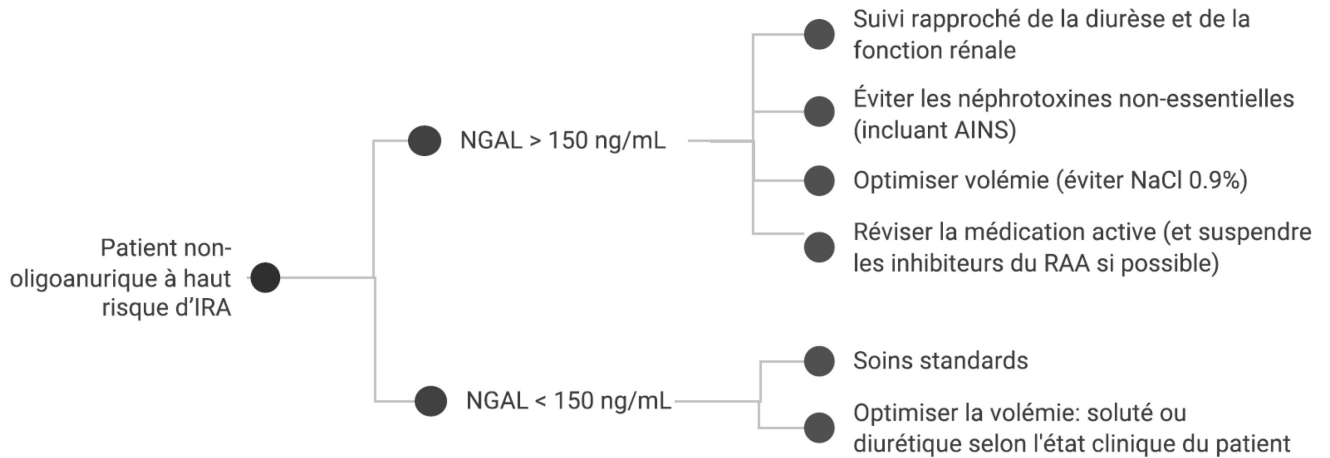 Patient non-
oligoanurique à haut
risque d'IRA
NGAL > 150 ng/mL
Suivi rapproché de la diurèse et de la
fonction rénale
Éviter les néphrotoxines non-essentielles
(incluant AINS)
Optimiser volémie (éviter NaCl 0.9%)
Réviser la médication active (et suspendre
les inhibiteurs du RAA si possible)
NGAL < 150 ng/mL
Soins standards
Optimiser la volémie: soluté ou
diurétique selon l'état clinique du patient